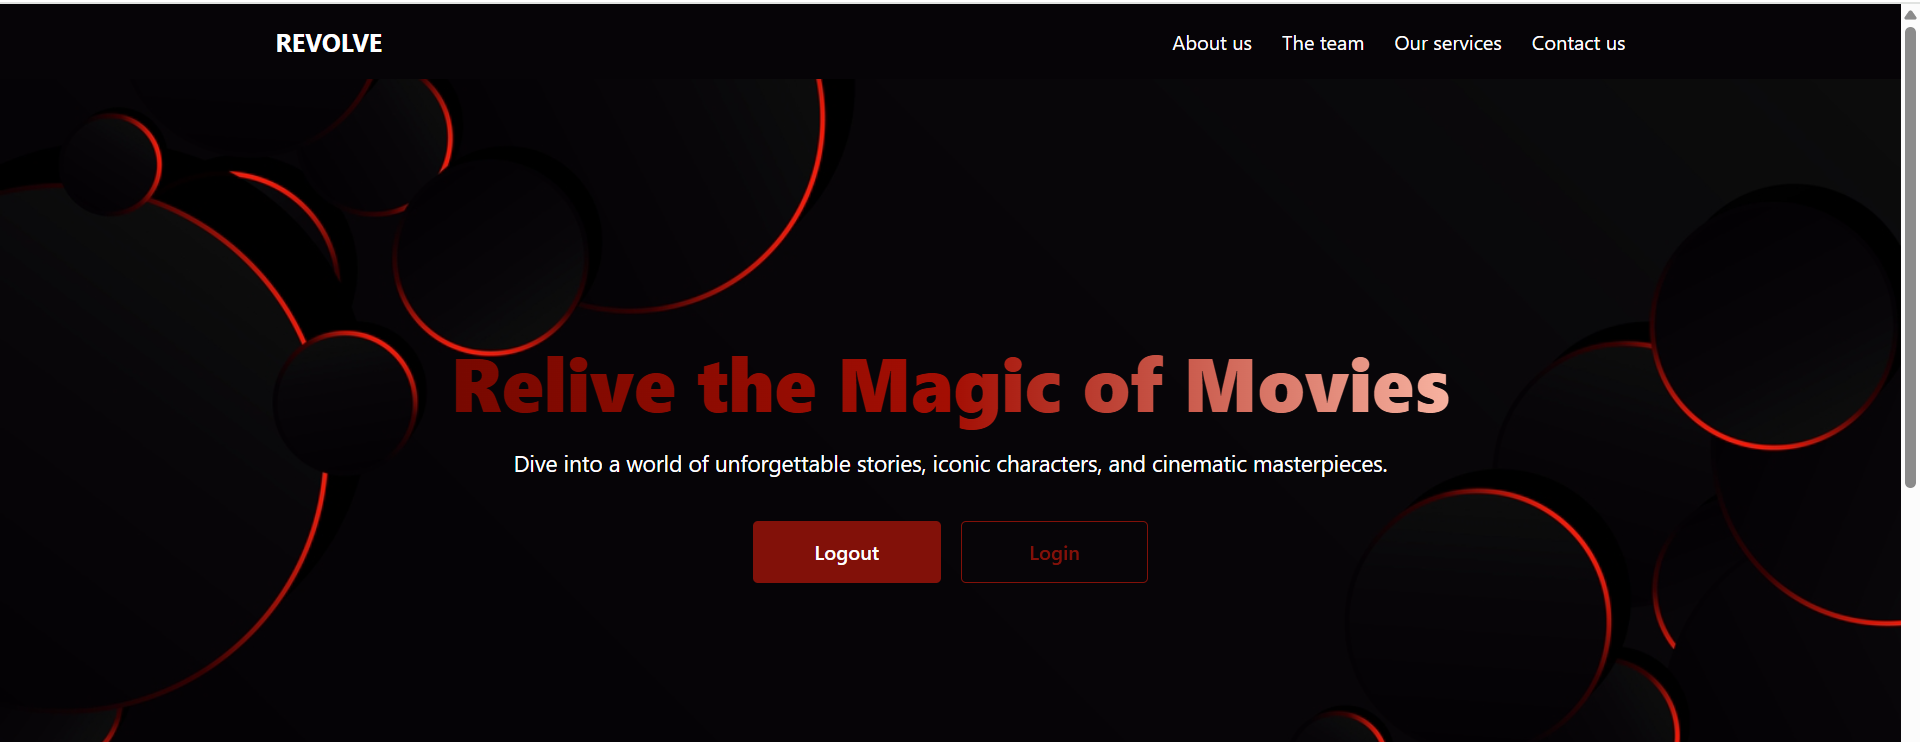 REVOLVE
About us The team Our services Contact us
Relive the Magic of Movies
Dive into a world of unforgettable stories, iconic characters, and cinematic masterpieces.
Logout Login